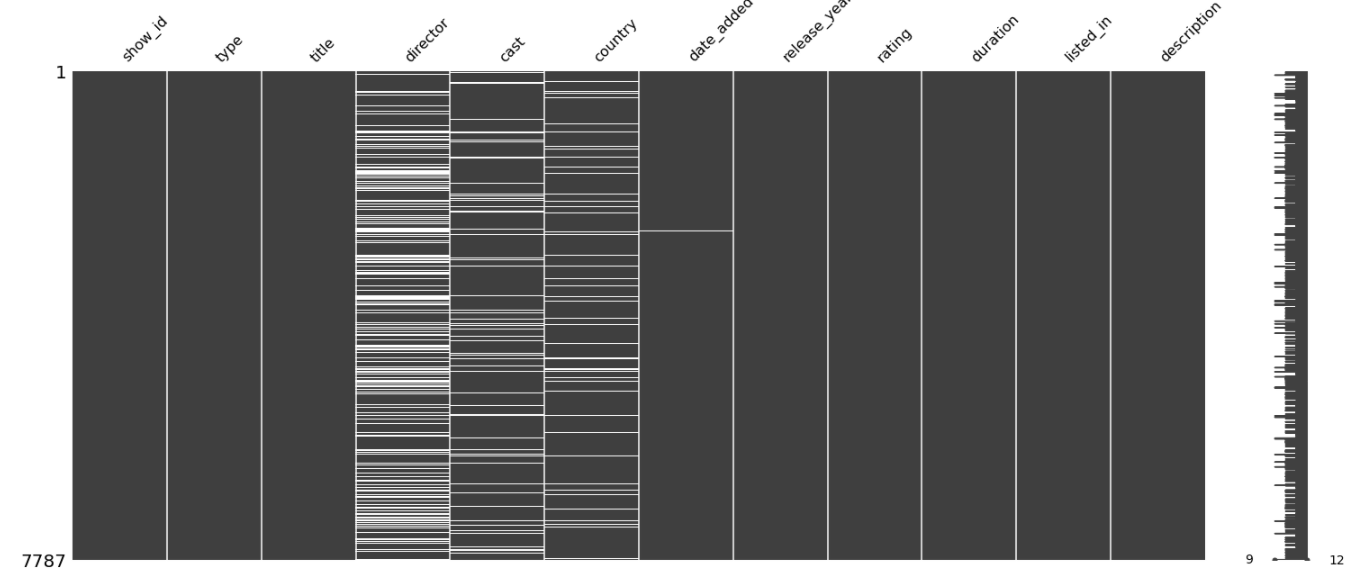 show_id
type
title
director
cast
country
date_added
release_year
rating
duration
listed_in
description
1
7787
9
12